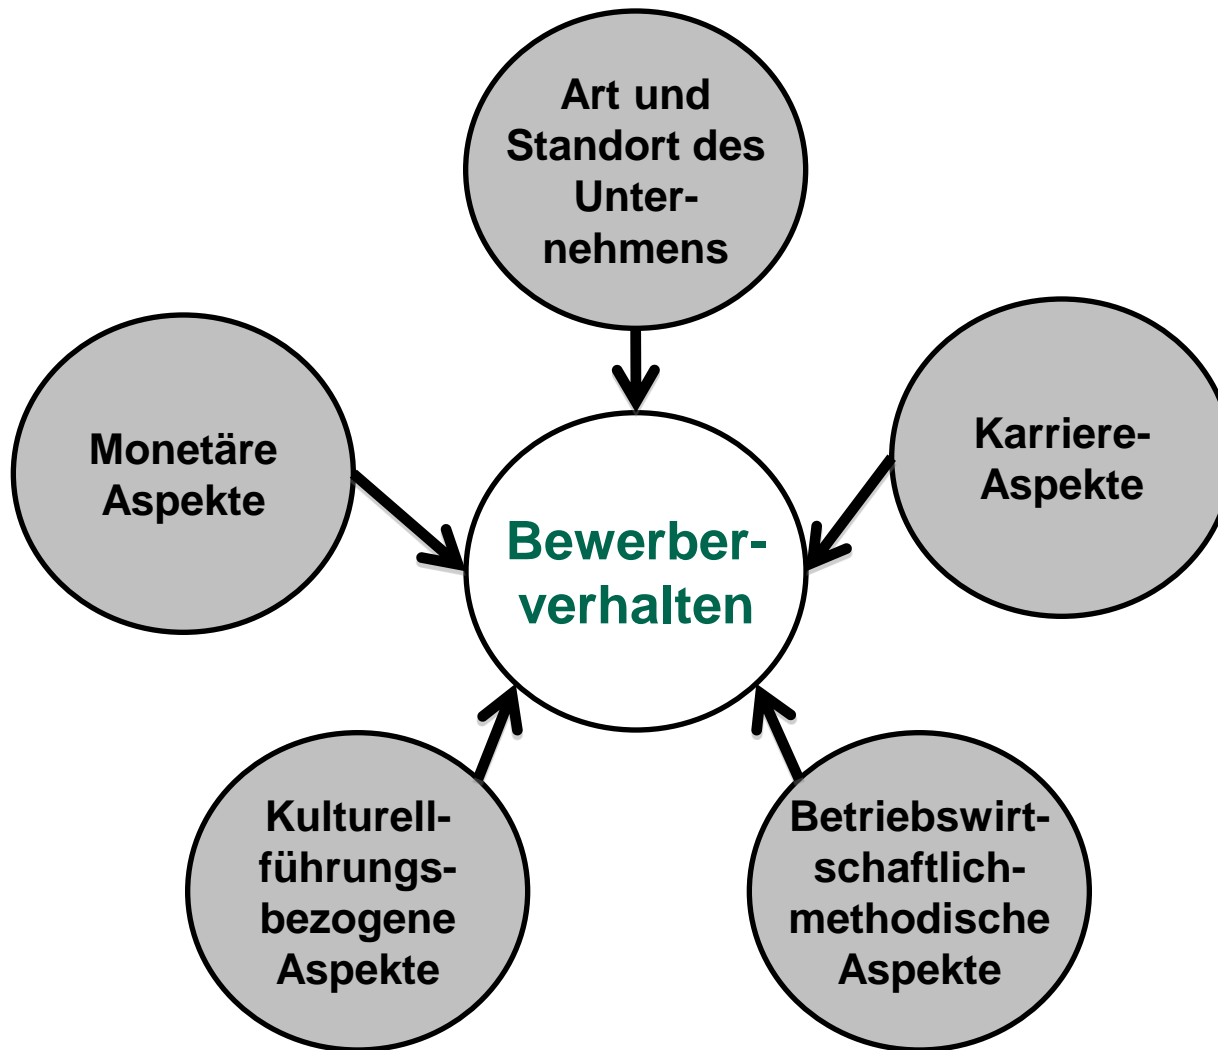 Art und
Standort des
Unter-
nehmens
Monetäre
Aspekte
Karriere-
Aspekte
Bewerber-
verhalten
Kulturell-
führungs-
bezogene
Aspekte
Betriebswirt-
schaftlich-
methodische
Aspekte